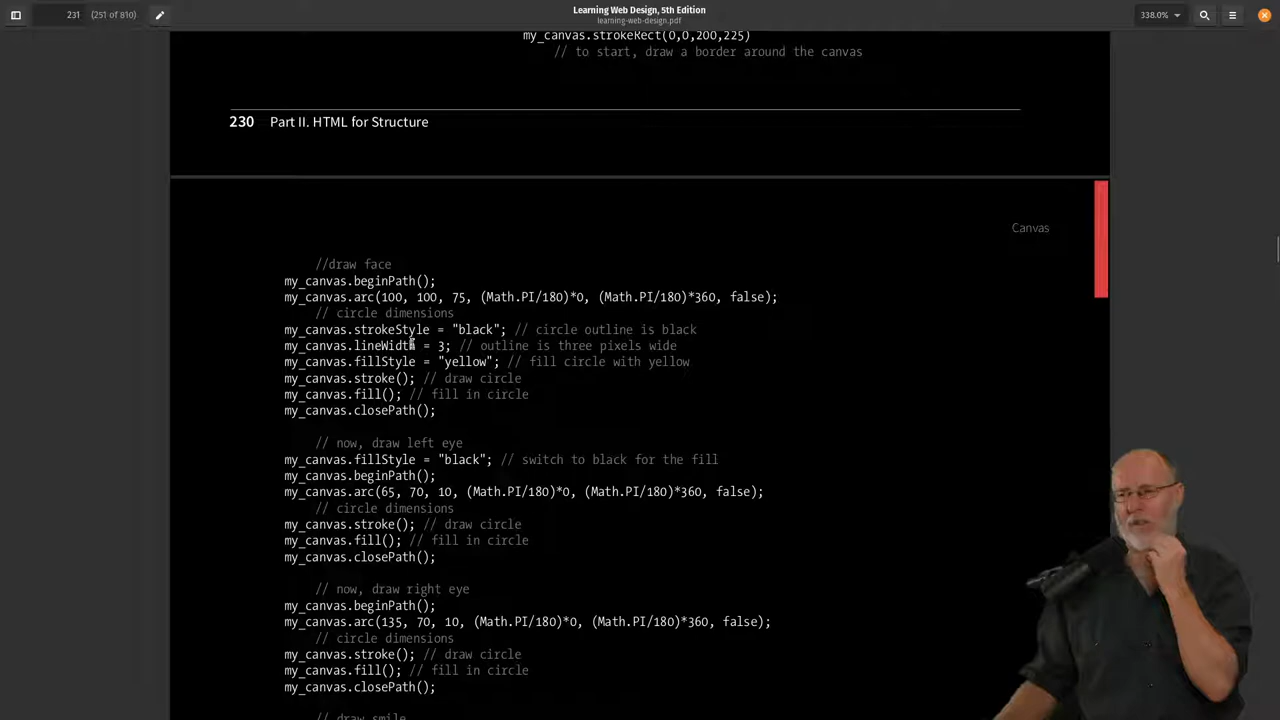 Learning Web Design, 5th Edition
learning-web-design.pdf
231
(251 of 810)
338.0%
my_canvas.strokeRect(0,0,200,225)
// to start, draw a border around the canvas
230 Part II. HTML for Structure
Canvas
//draw face
my_canvas.beginPath();
my_canvas.arc(100, 100, 75, (Math.PI/180)*0, (Math.PI/180)*360, false);
// circle dimensions
my_canvas.strokeStyle = "black"; // circle outline is black
my_canvas.lineWidth = 3; // outline is three pixels wide
my_canvas.fillStyle = "yellow"; // fill circle with yellow
my_canvas.stroke(); // draw circle
my_canvas.fill(); // fill in circle
my_canvas.closePath();
// now, draw left eye
my_canvas.fillStyle = "black"; // switch to black for the fill
my_canvas.beginPath();
my_canvas.arc(65, 70, 10, (Math.PI/180)*0, (Math.PI/180)*360, false);
// circle dimensions
my_canvas.stroke(); // draw circle
my_canvas.fill(); // fill in circle
my_canvas.closePath();
// now, draw right eye
my_canvas.beginPath();
my_canvas.arc(135, 70, 10, (Math.PI/180)*0, (Math.PI/180)*360, false);
// circle dimensions
my_canvas.stroke(); // draw circle
my_canvas.fill(); // fill in circle
my_canvas.closePath();
// draw smile